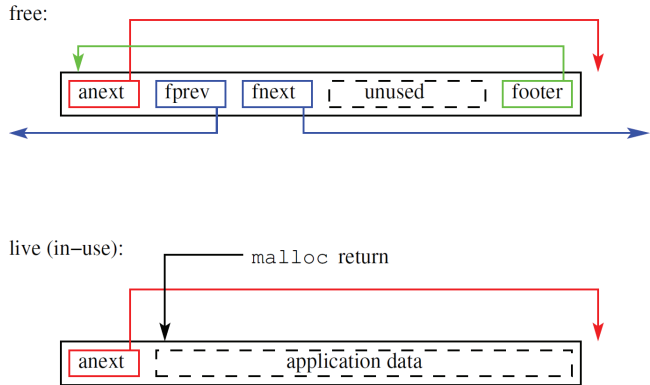 free:
anext fprev fnext unused footer
live (in−use):
malloc return
anext application data